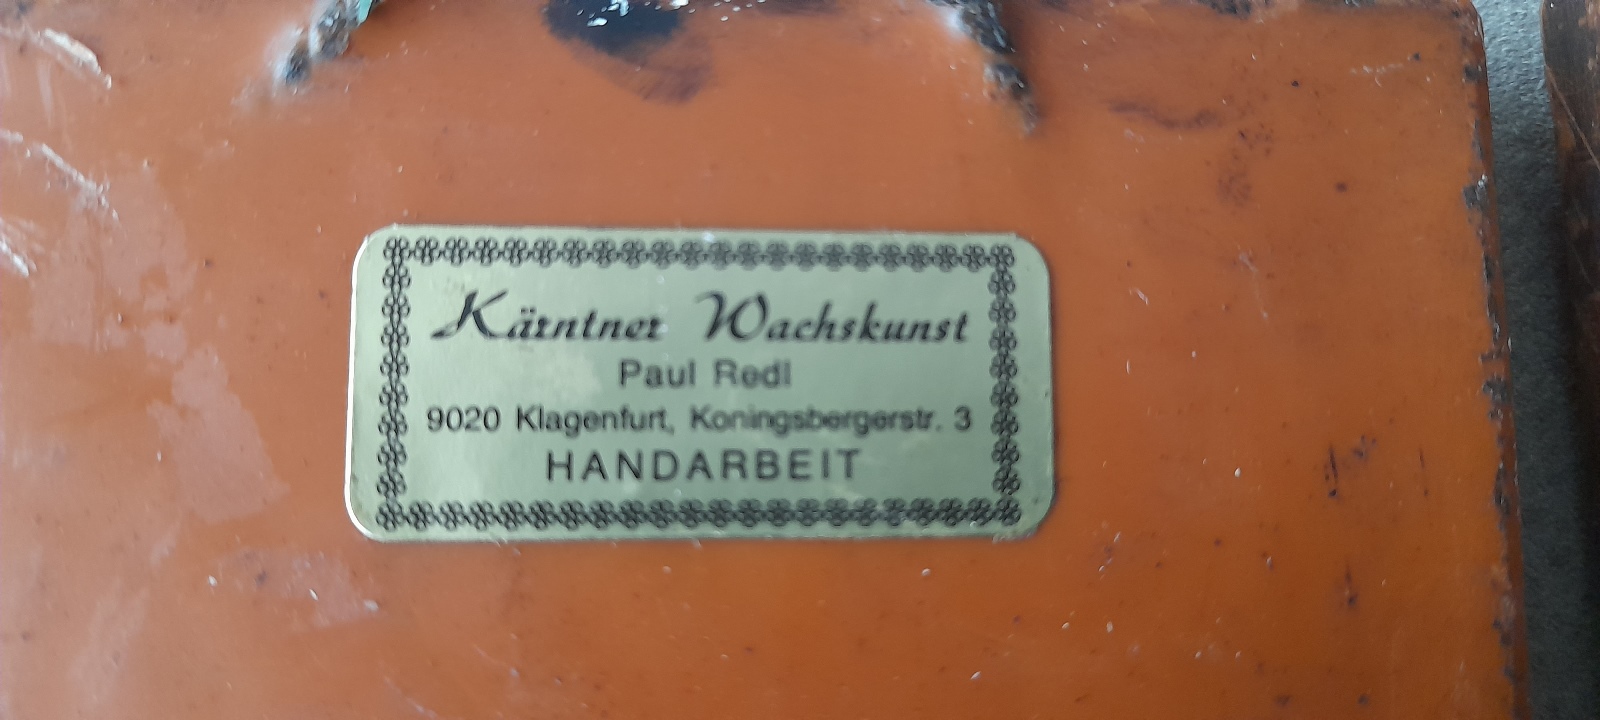 Kärntner Wachskunst
Paul Redl
9020 Klagenfurt, Koningsbergerstr. 3
HANDARBEIT